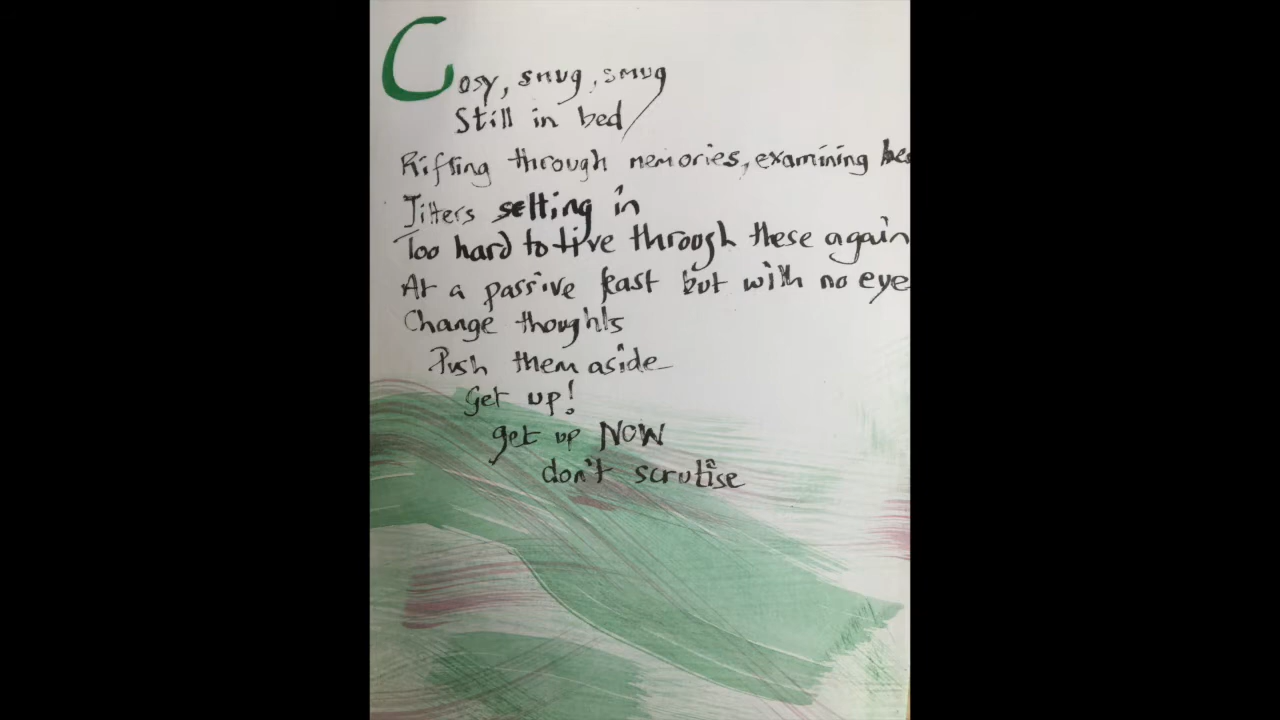 Cosy, snug, smug
Still in bed
Rifting through memories, examining
Jitters setting in
Too hard to live through these again
At a passive feast but with no eye
Change thoughts
Push them aside
Get up!
get up NOW
don't scrutise